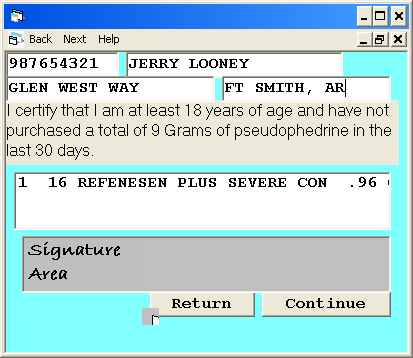 Back Next Help
987654321 JERRY LOONEY
GLEN WEST WAY FT SMITH, AR
I certify that I am at least 18 years of age and have not
purchased a total of 9 Grams of pseudophedrine in the
last 30 days.
1 16 REFENESEN PLUS SEVERE CON .96
Signature
Area
Return Continue